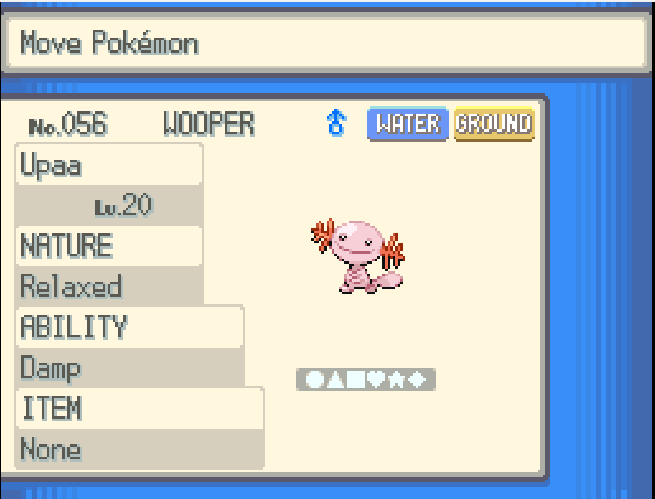 Move Pokémon
No.056 WOOPER ♂ WATER GROUND
Upaa
Lv.20
NATURE
Relaxed
ABILITY
Damp
ITEM
None